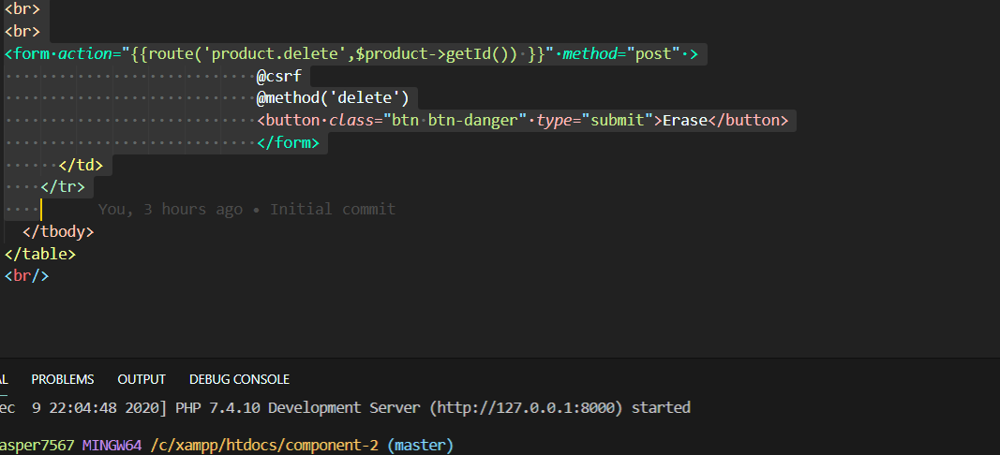 <br>
<br>
<form action="{{route('product.delete',$product->getId()) }}" method="post" >
@csrf
@method('delete')
<button class="btn btn-danger" type="submit">Erase</button>
</form>
</td>
</tr>
You, 3 hours ago • Initial commit
</tbody>
</table>
<br/>
AL PROBLEMS OUTPUT DEBUG CONSOLE
ec  9 22:04:48 2020] PHP 7.4.10 Development Server (http://127.0.0.1:8000) started
asper7567 MINGW64 /c/xampp/htdocs/component-2 (master)